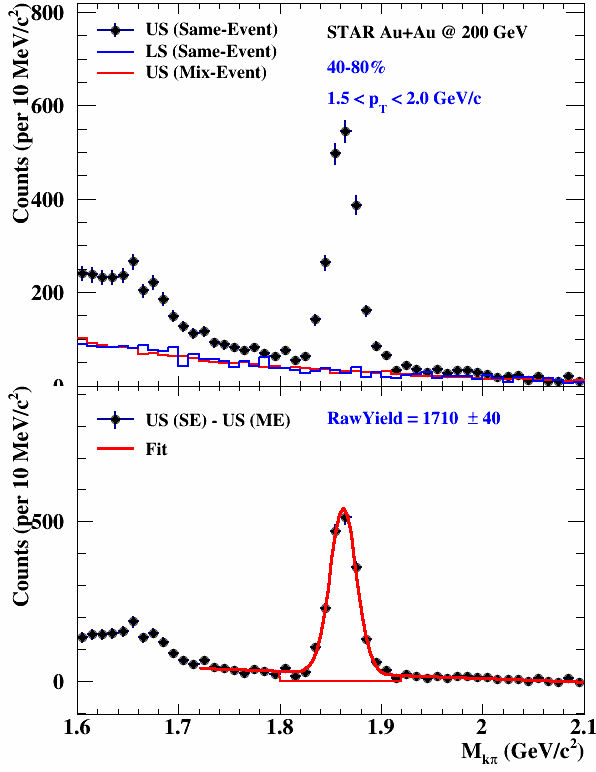 800
600
400
200
0
Counts (per 10 MeV/c²)
US (Same-Event)
LS (Same-Event)
US (Mix-Event)
STAR Au+Au @ 200 GeV
40-80%
1.5 < pT < 2.0 GeV/c
500
0
Counts (per 10 MeV/c²)
US (SE) - US (ME)
Fit
RawYield = 1710 ± 40
1.6 1.7 1.8 1.9 2 2.1
Mkπ (GeV/c²)